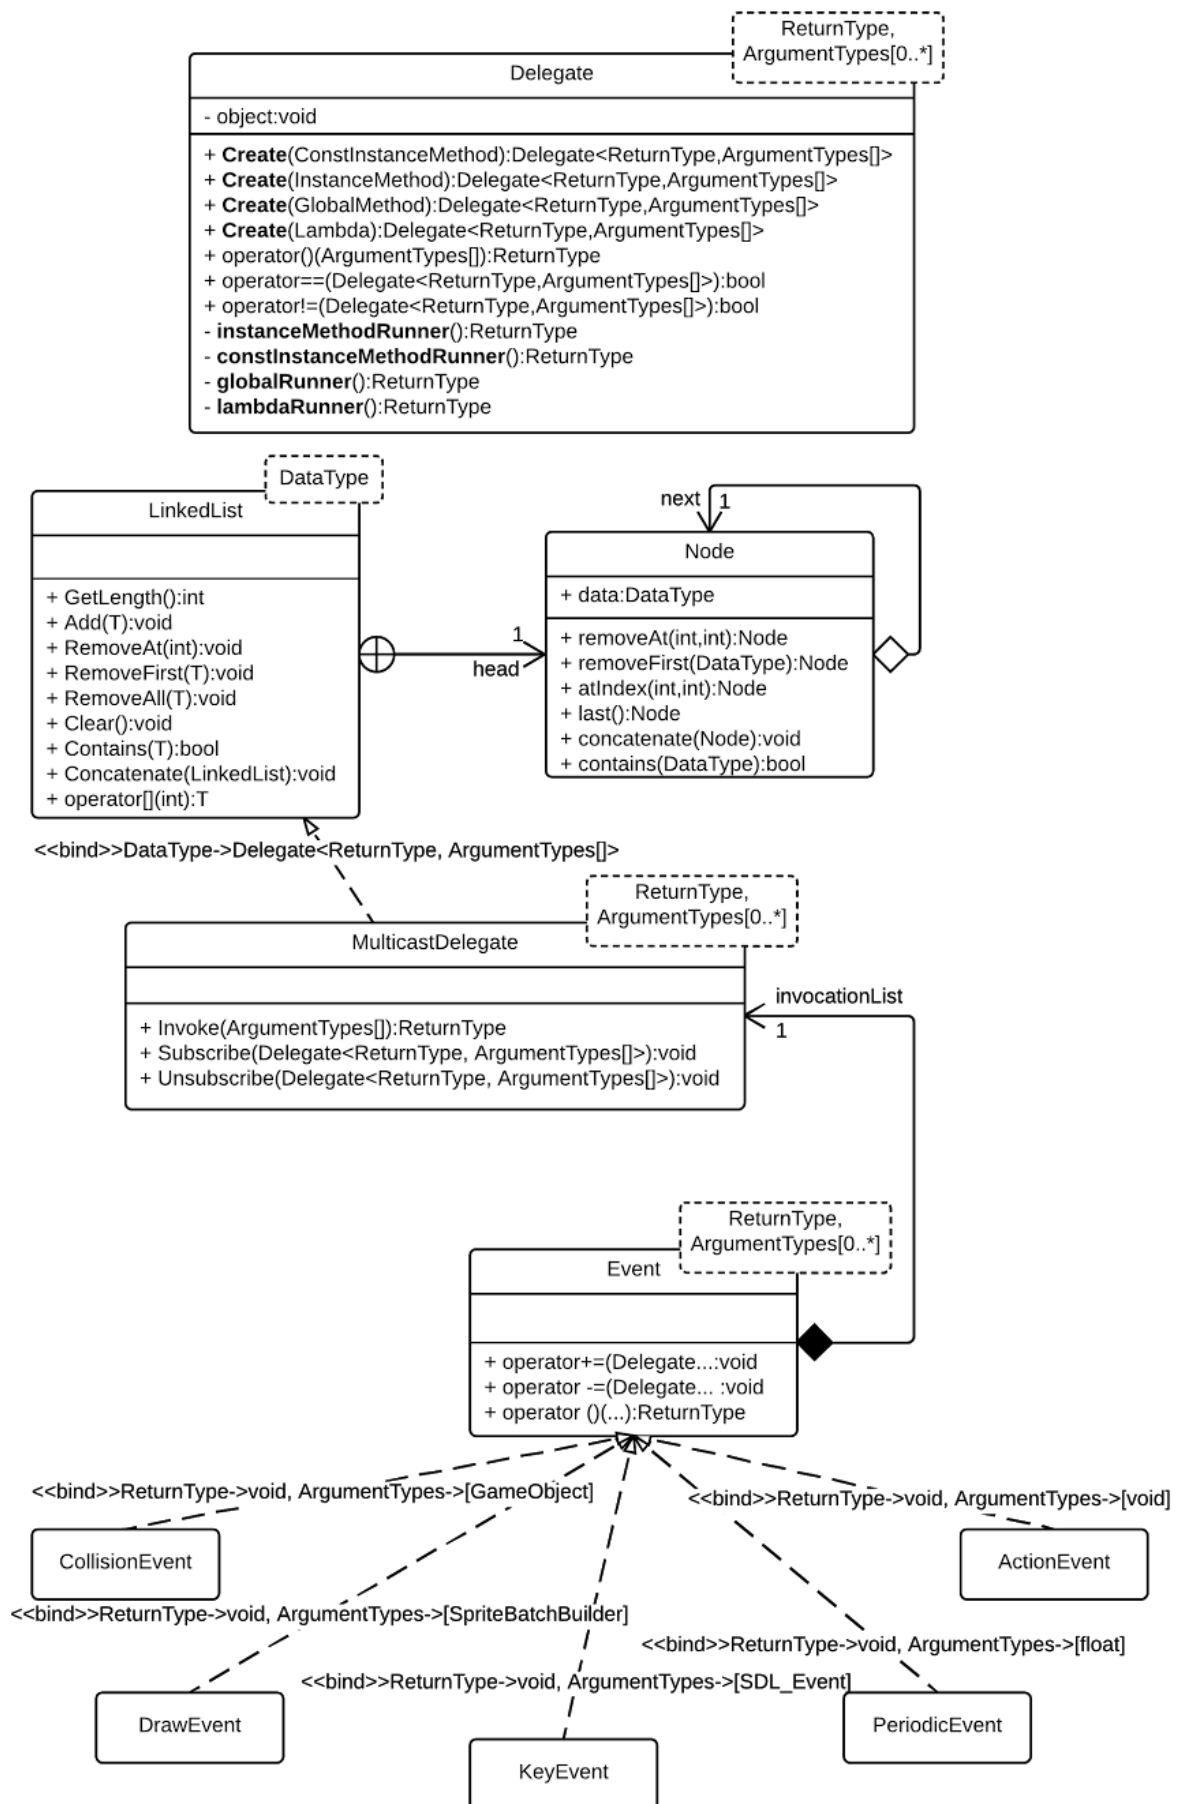 ReturnType,
ArgumentTypes[0..*]
Delegate
- object:void
+ Create(ConstInstanceMethod):Delegate<ReturnType,ArgumentTypes[]>
+ Create(InstanceMethod):Delegate<ReturnType,ArgumentTypes[]>
+ Create(GlobalMethod):Delegate<ReturnType,ArgumentTypes[]>
+ Create(Lambda):Delegate<ReturnType,ArgumentTypes[]>
+ operator()(ArgumentTypes[]):ReturnType
+ operator==(Delegate<ReturnType,ArgumentTypes[]>):bool
+ operator!=(Delegate<ReturnType,ArgumentTypes[]>):bool
- instanceMethodRunner():ReturnType
- constInstanceMethodRunner():ReturnType
- globalRunner():ReturnType
- lambdaRunner():ReturnType
DataType
LinkedList
+ GetLength():int
+ Add(T):void
+ RemoveAt(int):void
+ RemoveFirst(T):void
+ RemoveAll(T):void
+ Clear():void
+ Contains(T):bool
+ Concatenate(LinkedList):void
+ operator[](int):T
1
head
next
1
Node
+ data:DataType
+ removeAt(int,int):Node
+ removeFirst(DataType):Node
+ atIndex(int,int):Node
+ last():Node
+ concatenate(Node):void
+ contains(DataType):bool
<<bind>>DataType->Delegate<ReturnType, ArgumentTypes[]>
ReturnType,
ArgumentTypes[0..*]
MulticastDelegate
+ Invoke(ArgumentTypes[]):ReturnType
+ Subscribe(Delegate<ReturnType, ArgumentTypes[]>):void
+ Unsubscribe(Delegate<ReturnType, ArgumentTypes[]>):void
invocationList
1
ReturnType,
ArgumentTypes[0..*]
Event
+ operator+=(Delegate...:void
+ operator -=(Delegate... :void
+ operator ()(...):ReturnType
<<bind>>ReturnType->void, ArgumentTypes->[GameObject]
<<bind>>ReturnType->void, ArgumentTypes->[void]
CollisionEvent
ActionEvent
<<bind>>ReturnType->void, ArgumentTypes->[SpriteBatchBuilder]
<<bind>>ReturnType->void, ArgumentTypes->[float]
<<bind>>ReturnType->void, ArgumentTypes->[SDL_Event]
DrawEvent
PeriodicEvent
KeyEvent